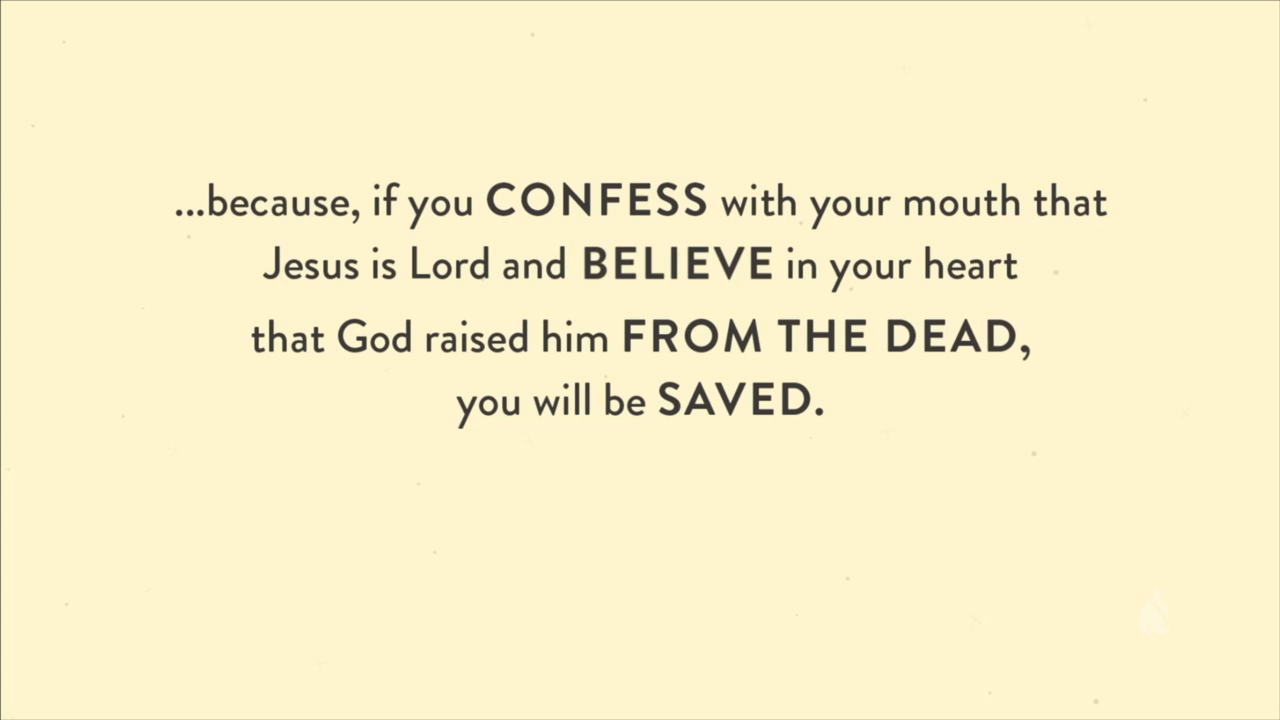 ...because, if you CONFESS with your mouth that
Jesus is Lord and BELIEVE in your heart
that God raised him FROM THE DEAD,
you will be SAVED.